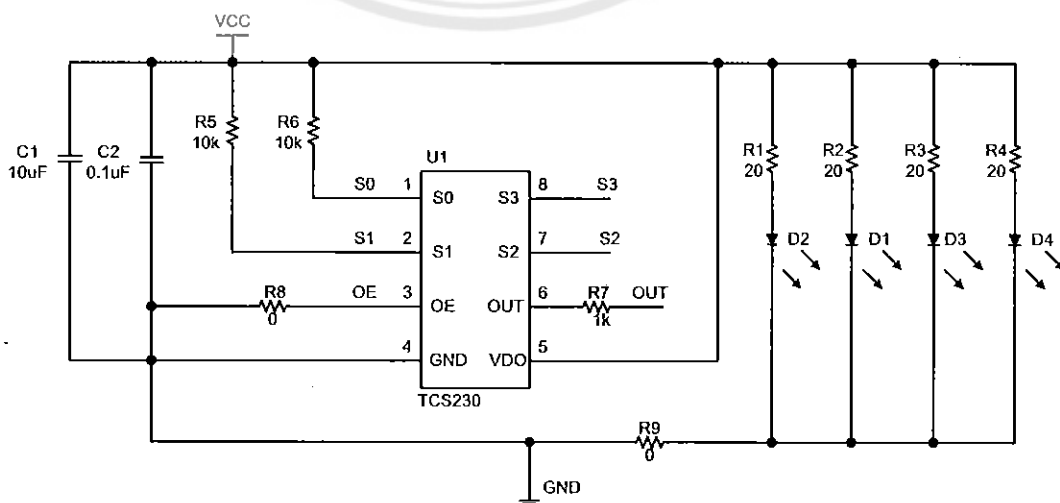 VCC
R5
10k
R6
10k
C1
10uF
C2
0.1uF
U1
R1
20
R2
20
R3
20
R4
20
S0 1 S0 S3 8 S3
S1 2 S1 S2 7 S2
D2
D1
D3
D4
R8
0
OE 3 OE OUT 6
R7
1k
OUT
4 GND VDO 5
TCS230
R9
0
GND